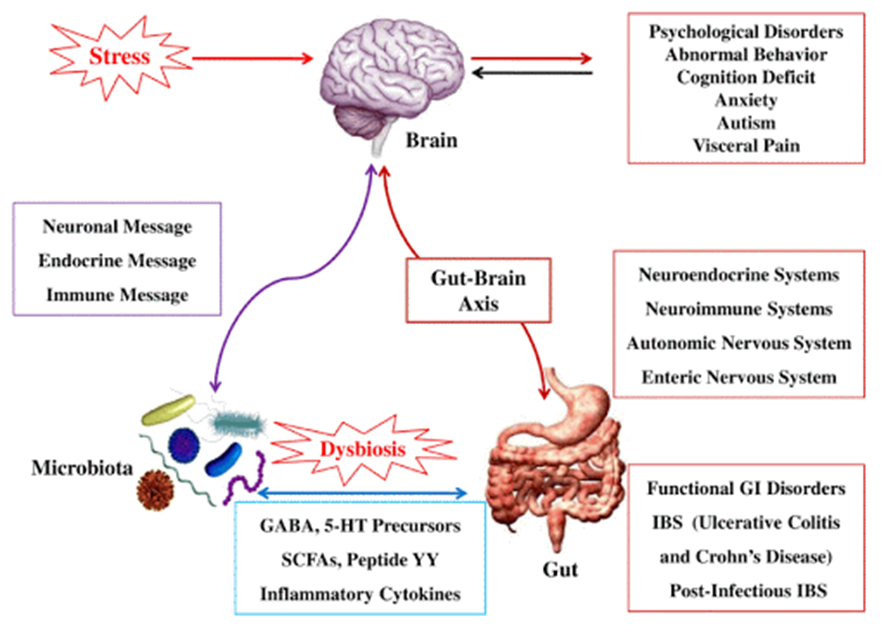 Stress
Brain
Psychological Disorders
Abnormal Behavior
Cognition Deficit
Anxiety
Autism
Visceral Pain
Neuronal Message
Endocrine Message
Immune Message
Gut-Brain
Axis
Neuroendocrine Systems
Neuroimmune Systems
Autonomic Nervous System
Enteric Nervous System
Microbiota
Dysbiosis
GABA, 5-HT Precursors
SCFAs, Peptide YY
Inflammatory Cytokines
Gut
Functional GI Disorders
IBS (Ulcerative Colitis
and Crohn's Disease)
Post-Infectious IBS